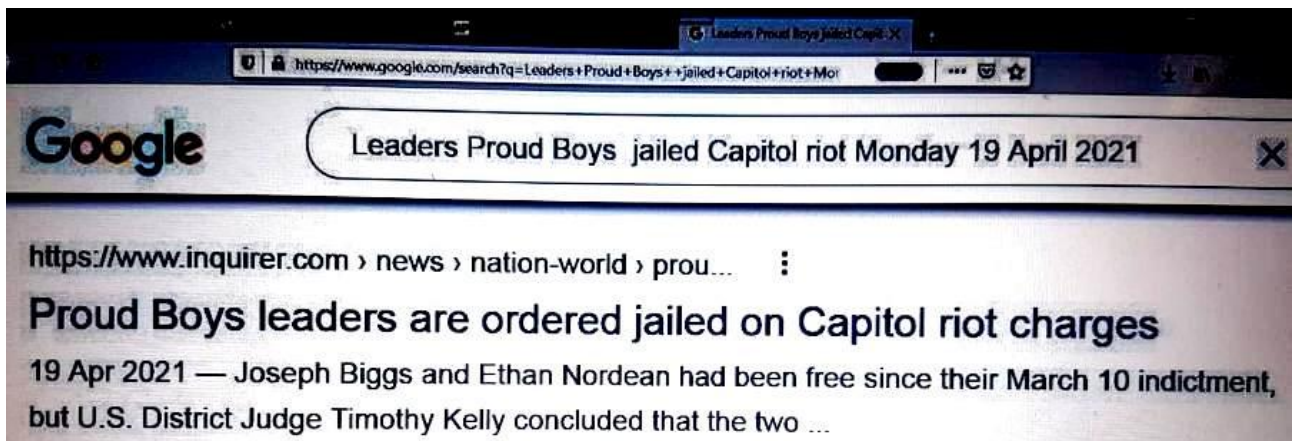 Leaders Proud Boys jailed Capit
https://www.google.com/search?q=Leaders+Proud+Boys++jailed+Capitol+riot+Mor
Google
Leaders Proud Boys jailed Capitol riot Monday 19 April 2021
https://www.inquirer.com › news › nation-world › prou...
Proud Boys leaders are ordered jailed on Capitol riot charges
19 Apr 2021 — Joseph Biggs and Ethan Nordean had been free since their March 10 indictment,
but U.S. District Judge Timothy Kelly concluded that the two ...